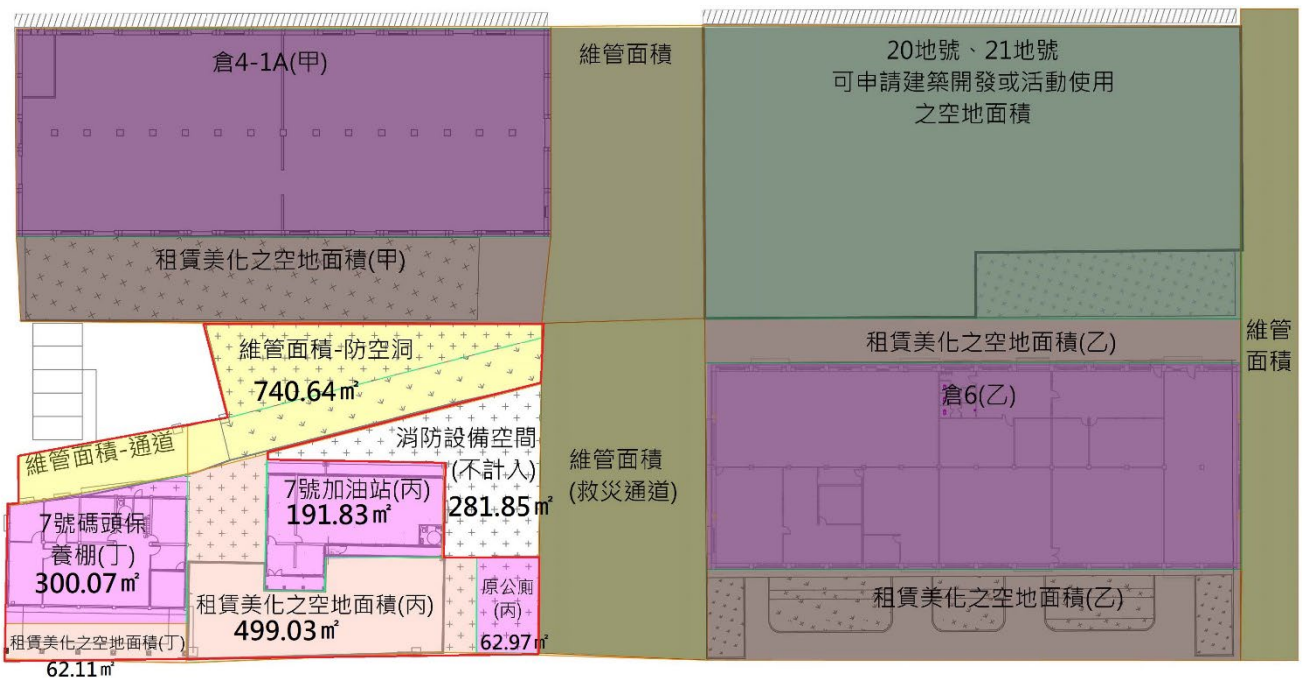 倉4-1A(甲)
維管面積
20地號、21地號
可申請建築開發或活動使用
之空地面積
租賃美化之空地面積(甲)
租賃美化之空地面積(乙)
維管
面積
維管面積-防空洞
740.64㎡
倉6(乙)
維管面積-通道
消防設備空間
(不計入)
281.85㎡
維管面積
(救災通道)
7號加油站(丙)
191.83㎡
7號碼頭保
養棚(丁)
300.07㎡
租賃美化之空地面積(丙)
499.03㎡
原公廁
(丙)
62.97㎡
租賃美化之空地面積(乙)
租賃美化之空地面積(丁)
62.11㎡